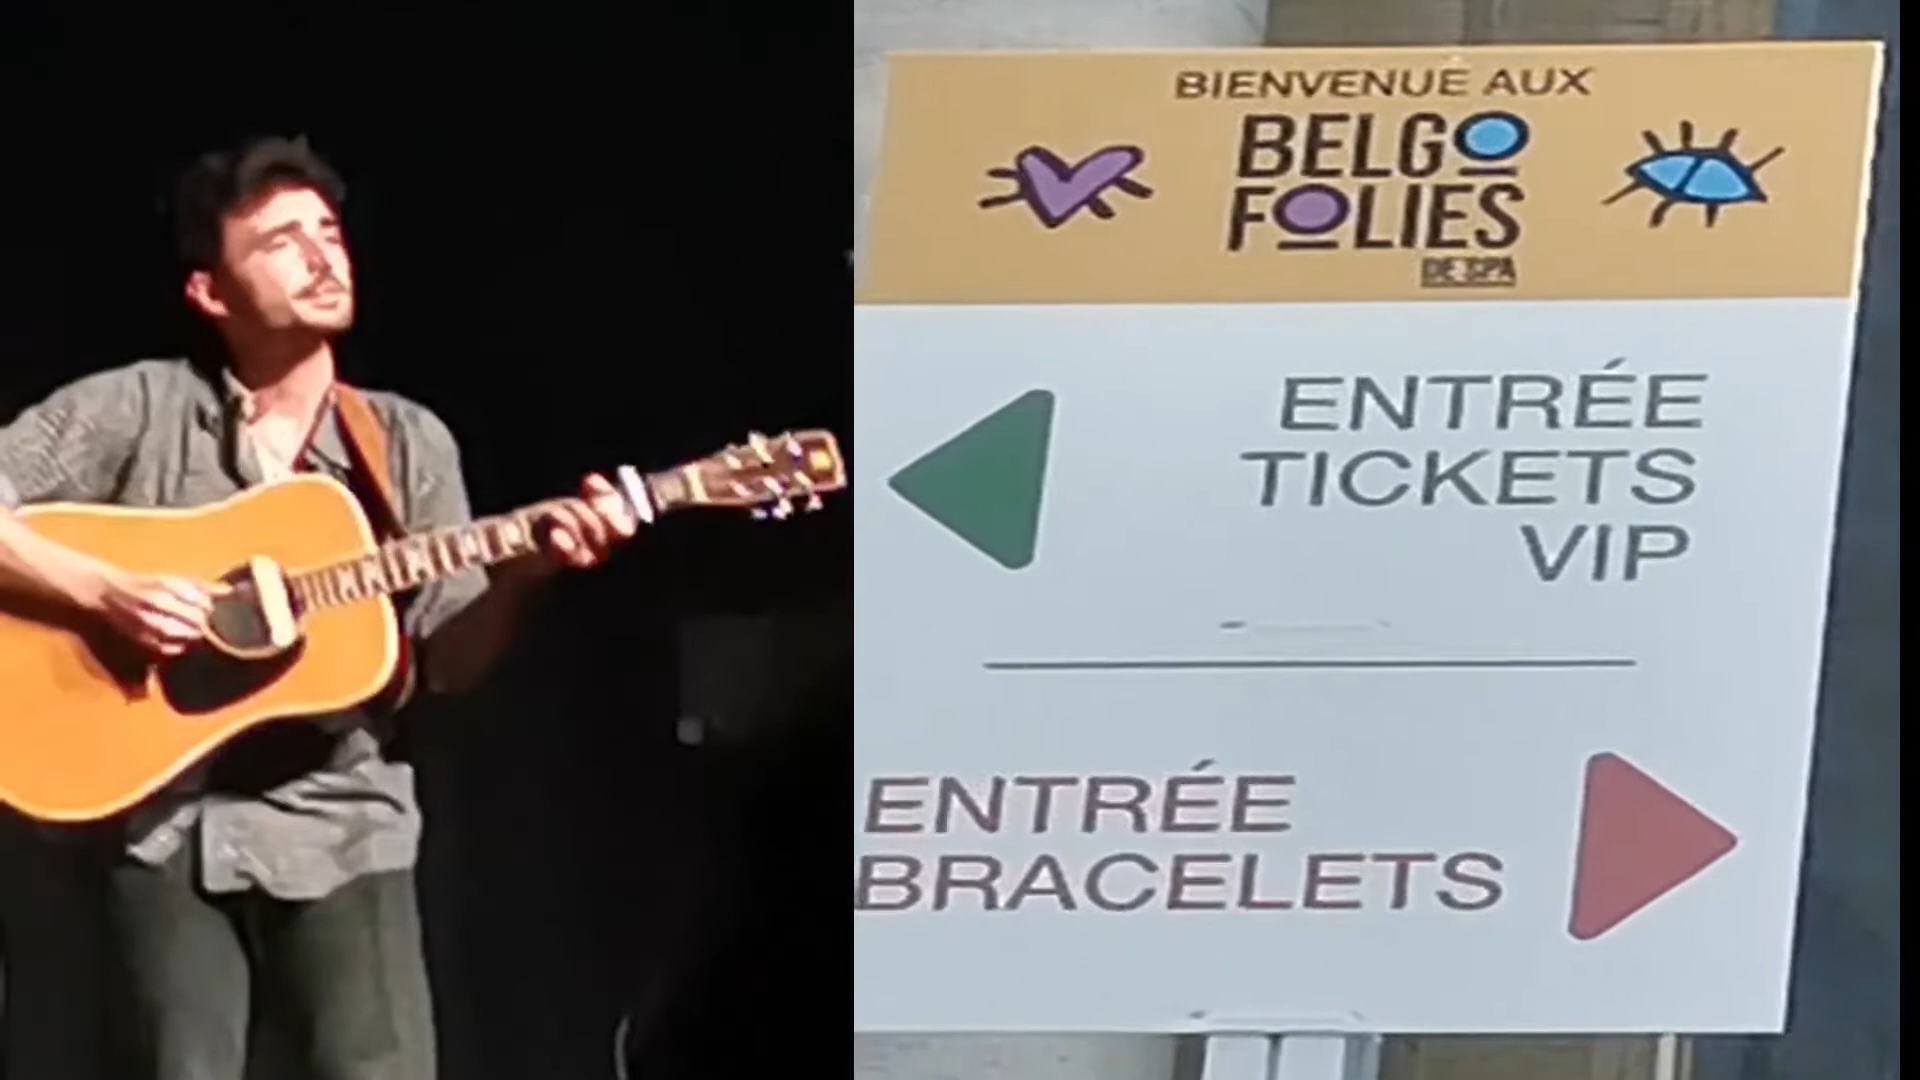 BIENVENUE AUX
BELGO
FOLIES
DE SPA
ENTRÉE
TICKETS
VIP
ENTRÉE
BRACELETS